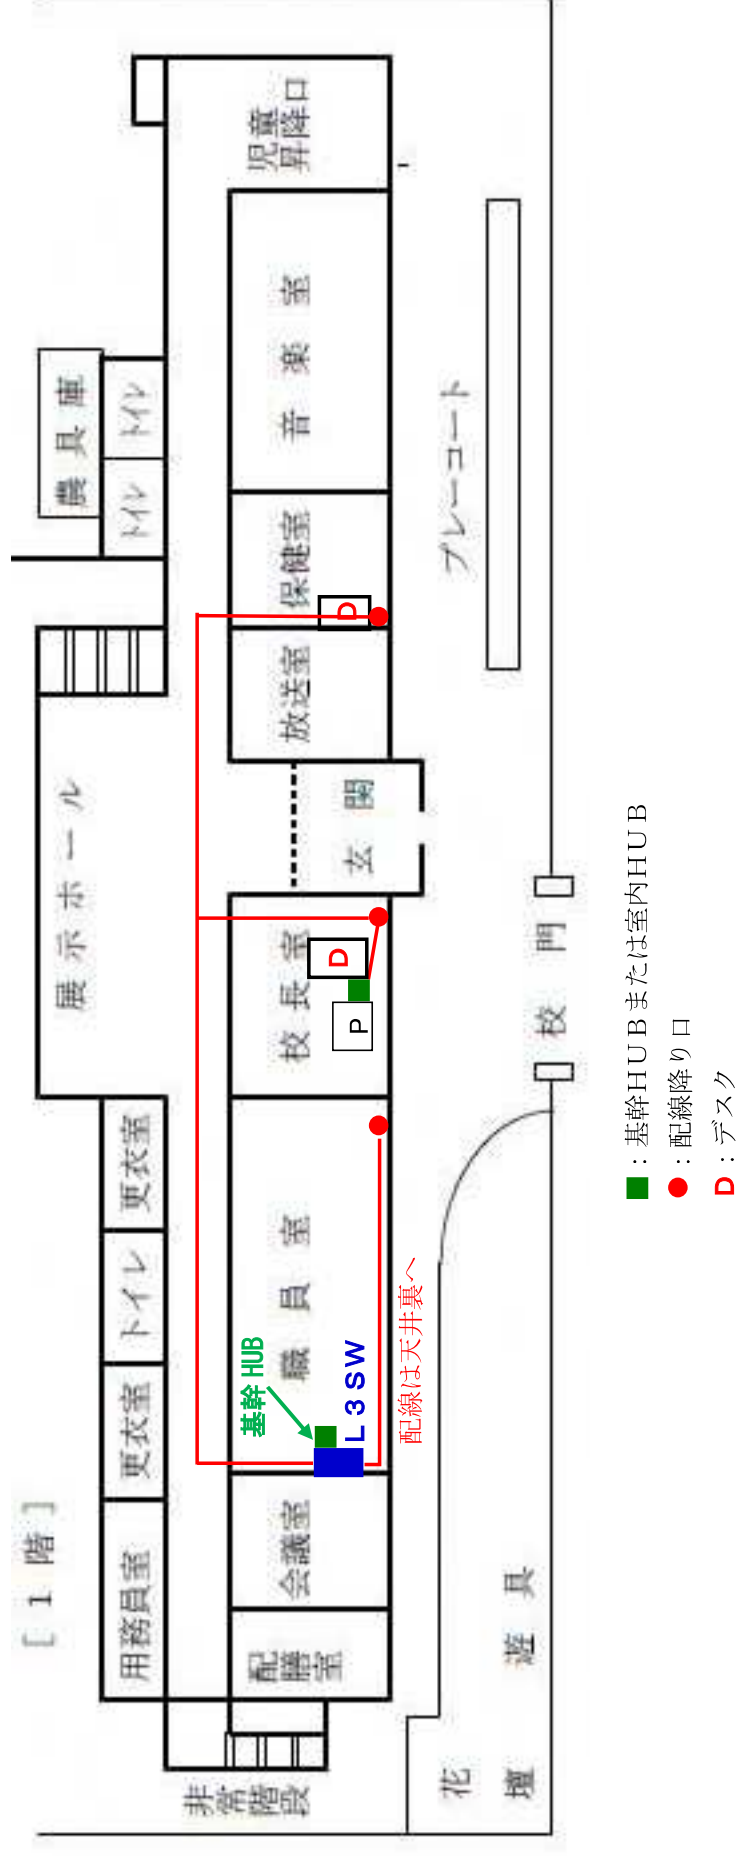 ［ １ 階 ］
非常階段
用務員室
更衣室
トイレ
更衣室
展 示 ホ ー ル
トイレ
トイレ
農 具 庫
配膳室
会議室
職 員 室
基幹 HUB
Ｌ３ＳＷ
校 長 室
P
D
玄 関
放送室
保健室
D
音 楽 室
児童
昇降口
配線は天井裏へ
花 壇
遊 具
校 門
プレーコート
■：基幹ＨＵＢまたは室内ＨＵＢ
●：配線降り口
D：デスク